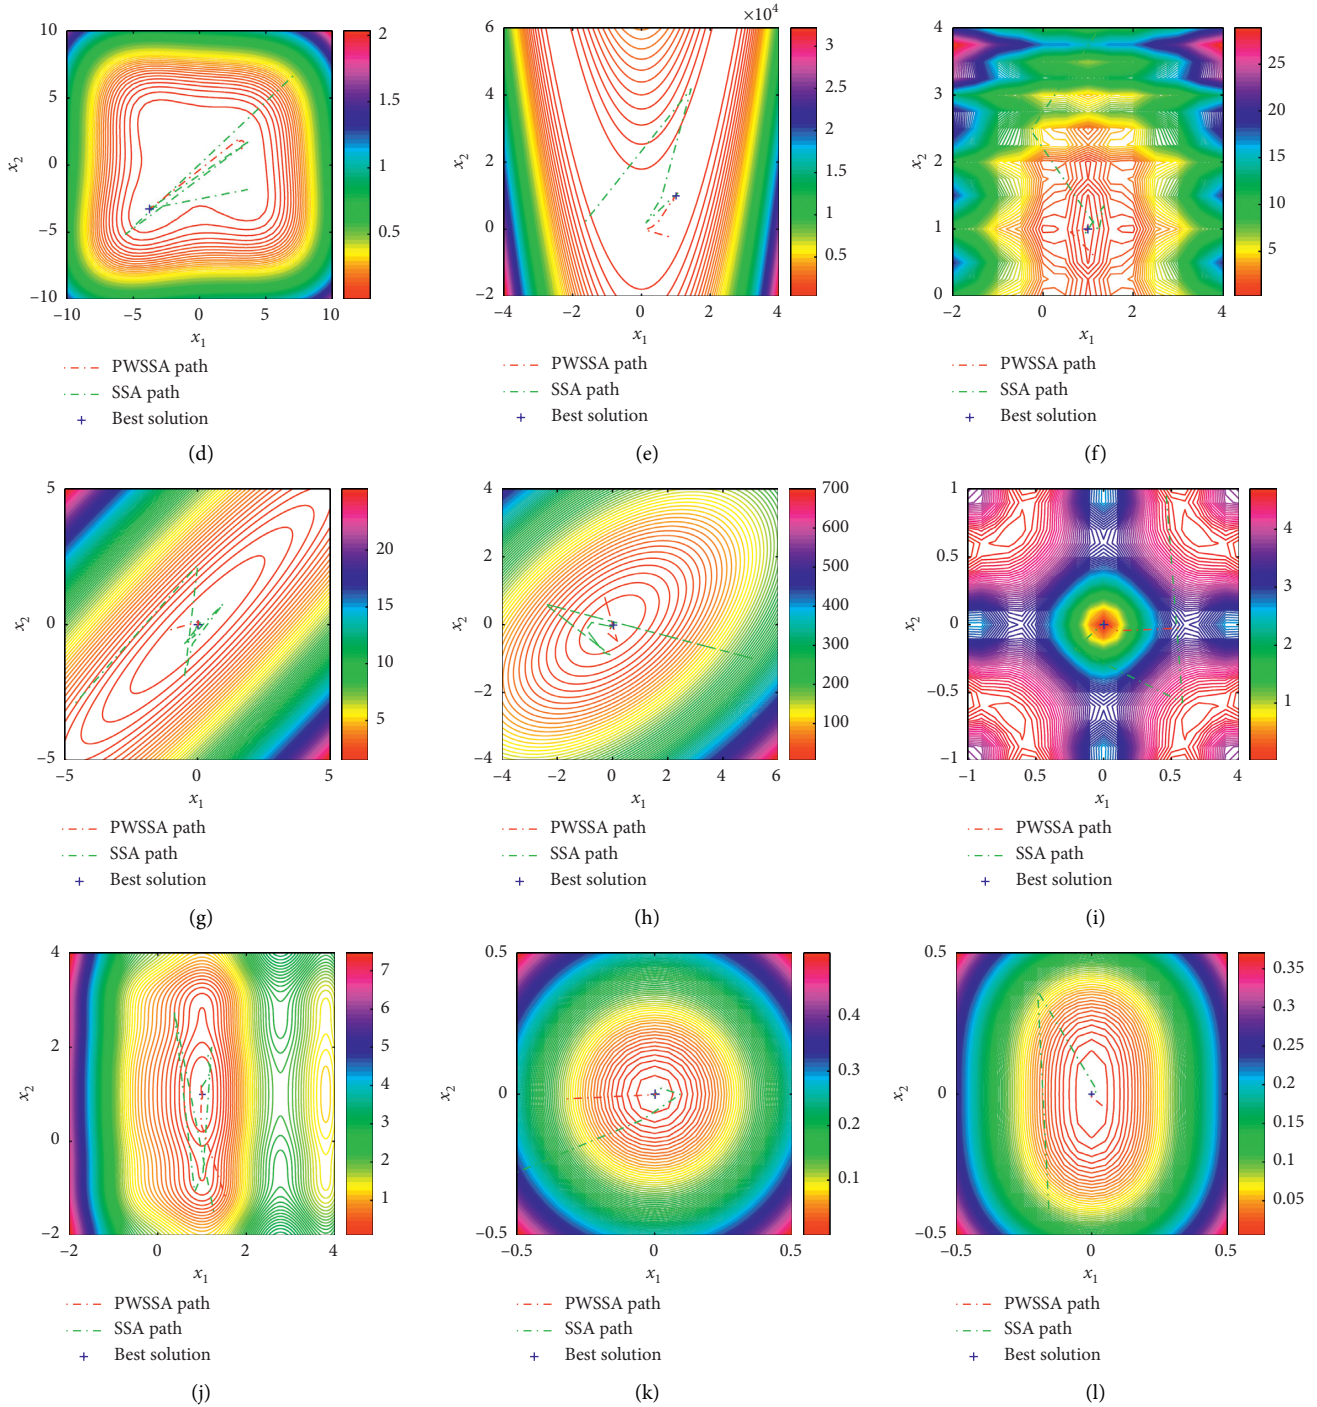 10
5
0
−5
−10
x2
−10
−5
0
5
10
x1
2
1.5
1
0.5
PWSSA path
SSA path
Best solution
(d)
×10^4
6
4
2
0
−2
x2
−4
−2
0
2
4
x1
3
2.5
2
1.5
1
0.5
PWSSA path
SSA path
Best solution
(e)
4
3
2
1
0
x2
−2
0
2
4
x1
25
20
15
10
5
PWSSA path
SSA path
Best solution
(f)
5
0
−5
x2
−5
0
5
x1
20
15
10
5
PWSSA path
SSA path
Best solution
(g)
4
2
0
−2
−4
x2
−4
−2
0
2
4
6
x1
700
600
500
400
300
200
100
PWSSA path
SSA path
Best solution
(h)
1
0.5
0
−0.5
−1
x2
−1
−0.5
0
0.5
4
x1
4
3
2
1
PWSSA path
SSA path
Best solution
(i)
4
2
0
−2
x2
−2
0
2
4
x1
7
6
5
4
3
2
1
PWSSA path
SSA path
Best solution
(j)
0.5
0
−0.5
x2
−0.5
0
0.5
x1
0.4
0.3
0.2
0.1
PWSSA path
SSA path
Best solution
(k)
0.5
0
−0.5
x2
−0.5
0
0.5
x1
0.35
0.3
0.25
0.2
0.15
0.1
0.05
PWSSA path
SSA path
Best solution
(l)